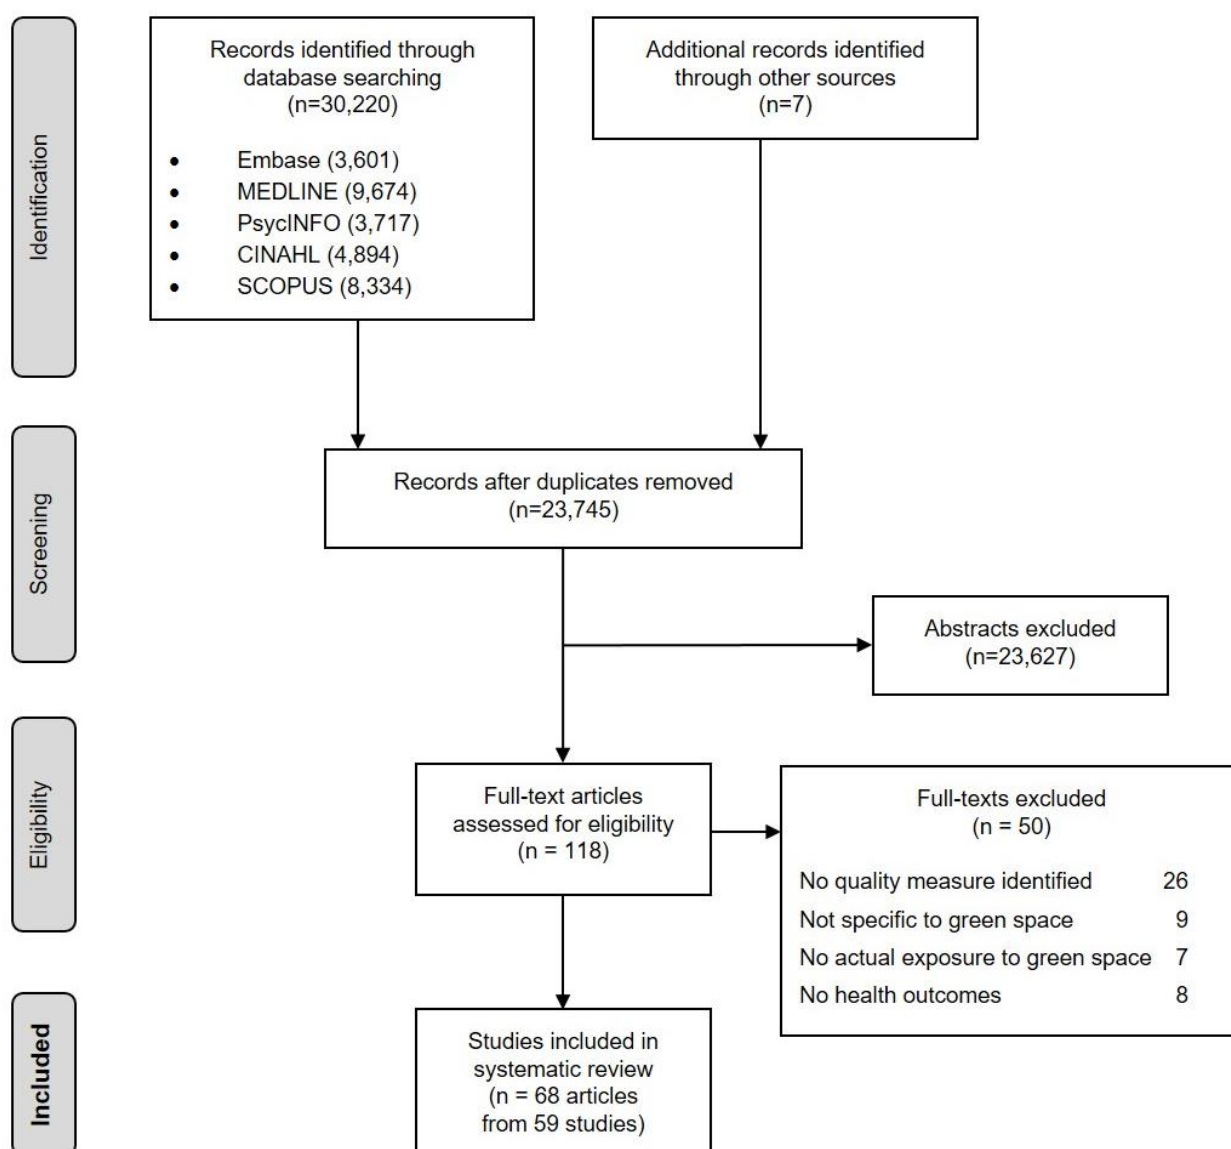 Identification
Records identified through
database searching
(n=30,220)
• Embase (3,601)
• MEDLINE (9,674)
• PsycINFO (3,717)
• CINAHL (4,894)
• SCOPUS (8,334)
Additional records identified
through other sources
(n=7)
Screening
Records after duplicates removed
(n=23,745)
Abstracts excluded
(n=23,627)
Eligibility
Full-text articles
assessed for eligibility
(n = 118)
Full-texts excluded
(n = 50)
No quality measure identified 26
Not specific to green space 9
No actual exposure to green space 7
No health outcomes 8
Included
Studies included in
systematic review
(n = 68 articles
from 59 studies)